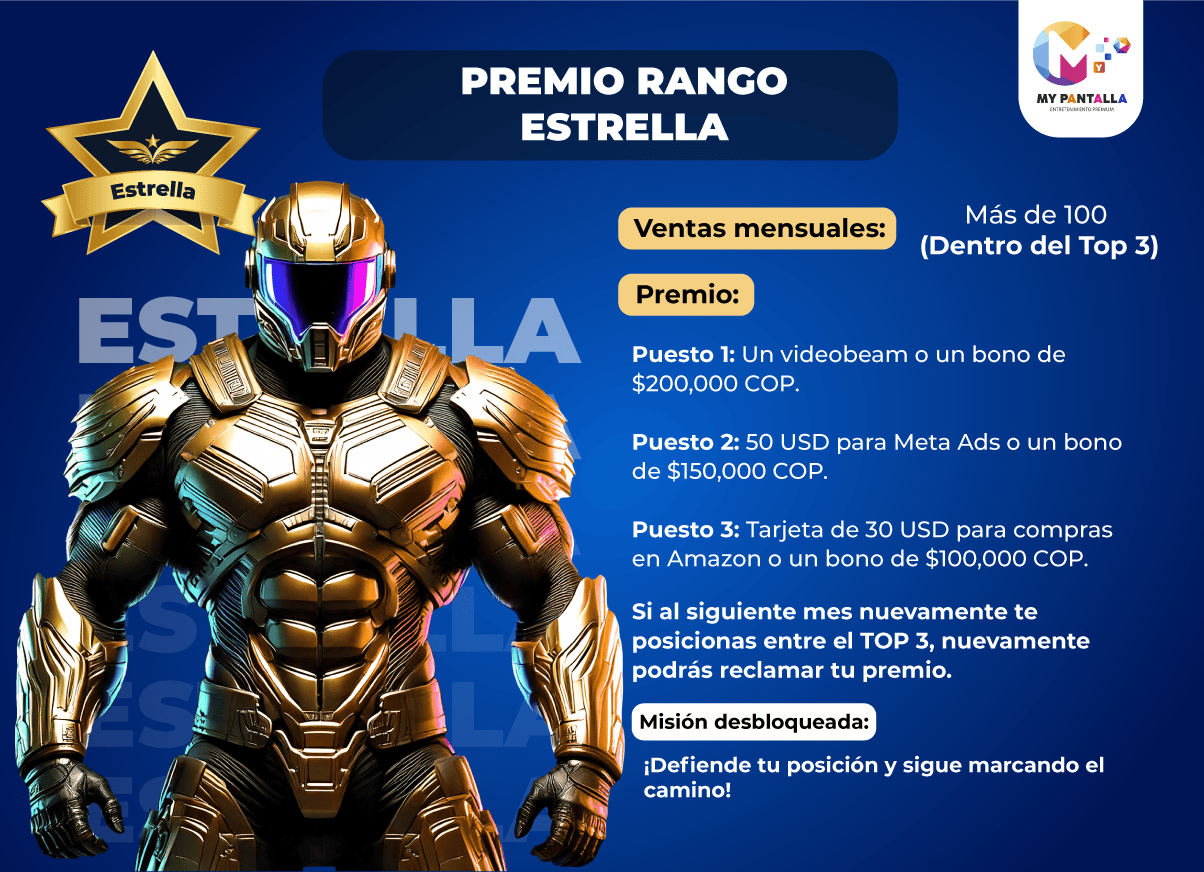 PREMIO RANGO
ESTRELLA
M
Y
MY PANTALLA
ENTRETENIMIENTO PREMIUM
Estrella
ESTRELLA
Ventas mensuales:
Más de 100
(Dentro del Top 3)
Premio:
Puesto 1: Un videobeam o un bono de
$200,000 COP.
Puesto 2: 50 USD para Meta Ads o un bono
de $150,000 COP.
Puesto 3: Tarjeta de 30 USD para compras
en Amazon o un bono de $100,000 COP.
Si al siguiente mes nuevamente te
posicionas entre el TOP 3, nuevamente
podrás reclamar tu premio.
Misión desbloqueada:
¡Defiende tu posición y sigue marcando el
camino!